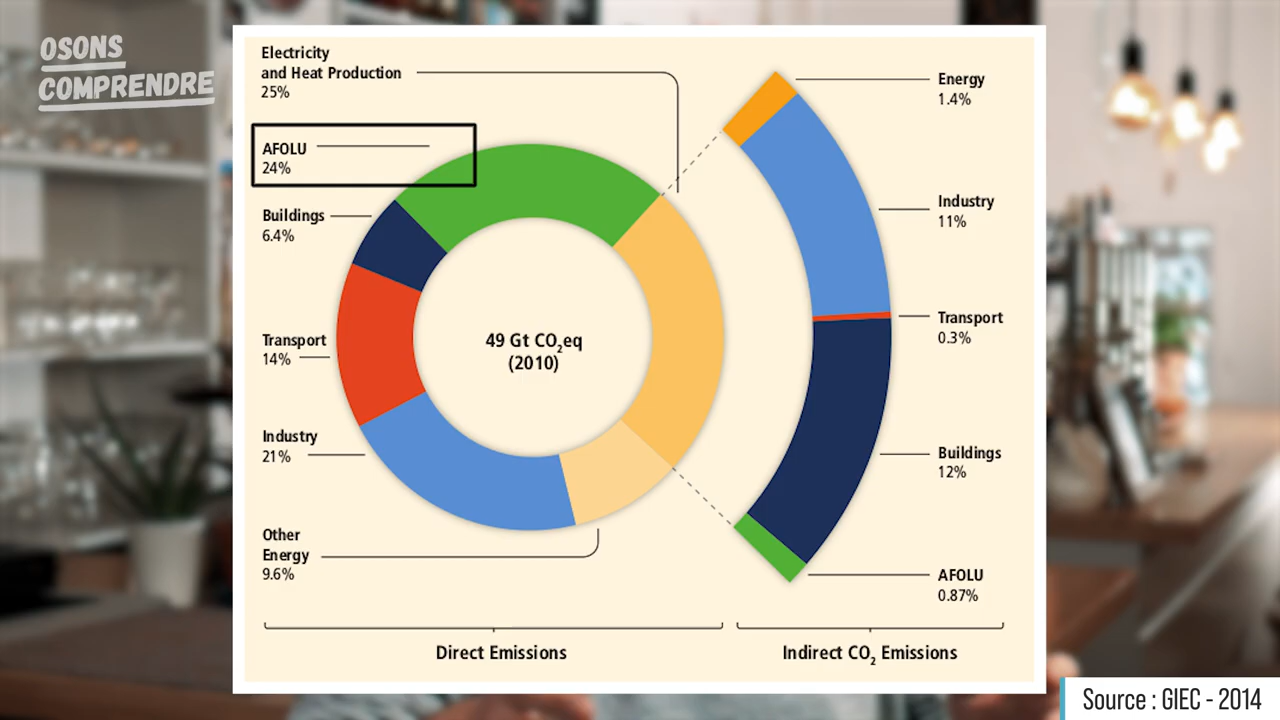 OSONS
COMPRENDRE
Electricity
and Heat Production
25%
AFOLU
24%
Buildings
6.4%
Transport
14%
Industry
21%
Other
Energy
9.6%
49 Gt CO₂eq
(2010)
Energy
1.4%
Industry
11%
Transport
0.3%
Buildings
12%
AFOLU
0.87%
Direct Emissions
Indirect CO₂ Emissions
Source : GIEC - 2014